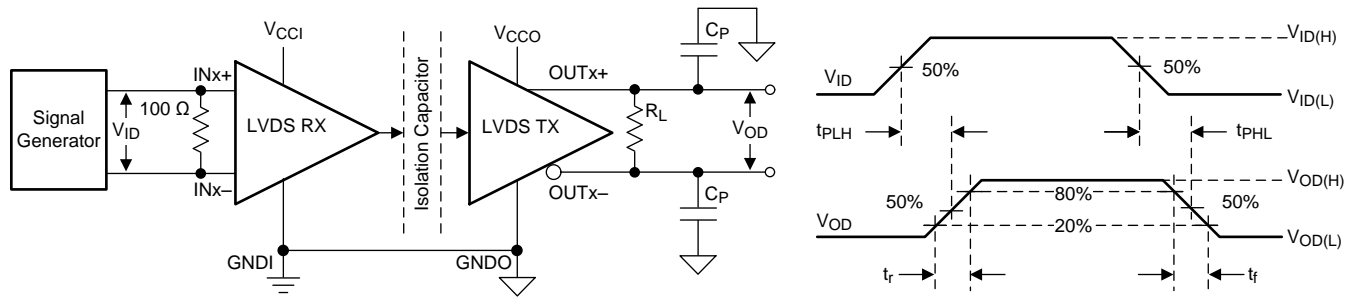 Signal
Generator
V_ID
100 Ω
INx+
INx–
V_CCI
LVDS RX
GNDI
Isolation Capacitor
V_CCO
LVDS TX
GNDO
OUTx+
OUTx–
R_L
C_P
C_P
V_OD
V_ID
50%
50%
V_ID(H)
V_ID(L)
t_PLH
t_PHL
V_OD
50%
80%
50%
20%
V_OD(H)
V_OD(L)
t_r
t_f